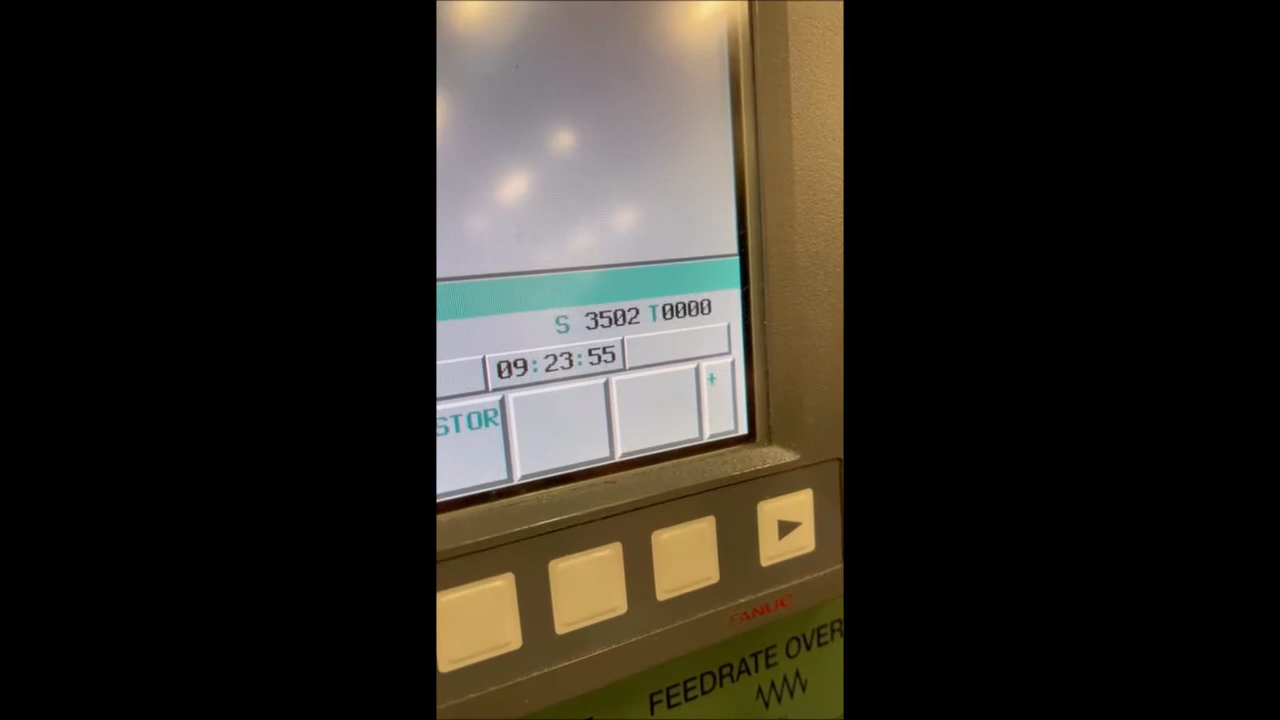 S 3502 T0000
09:23:55
STOR
+
FANUC
FEEDRATE OVER